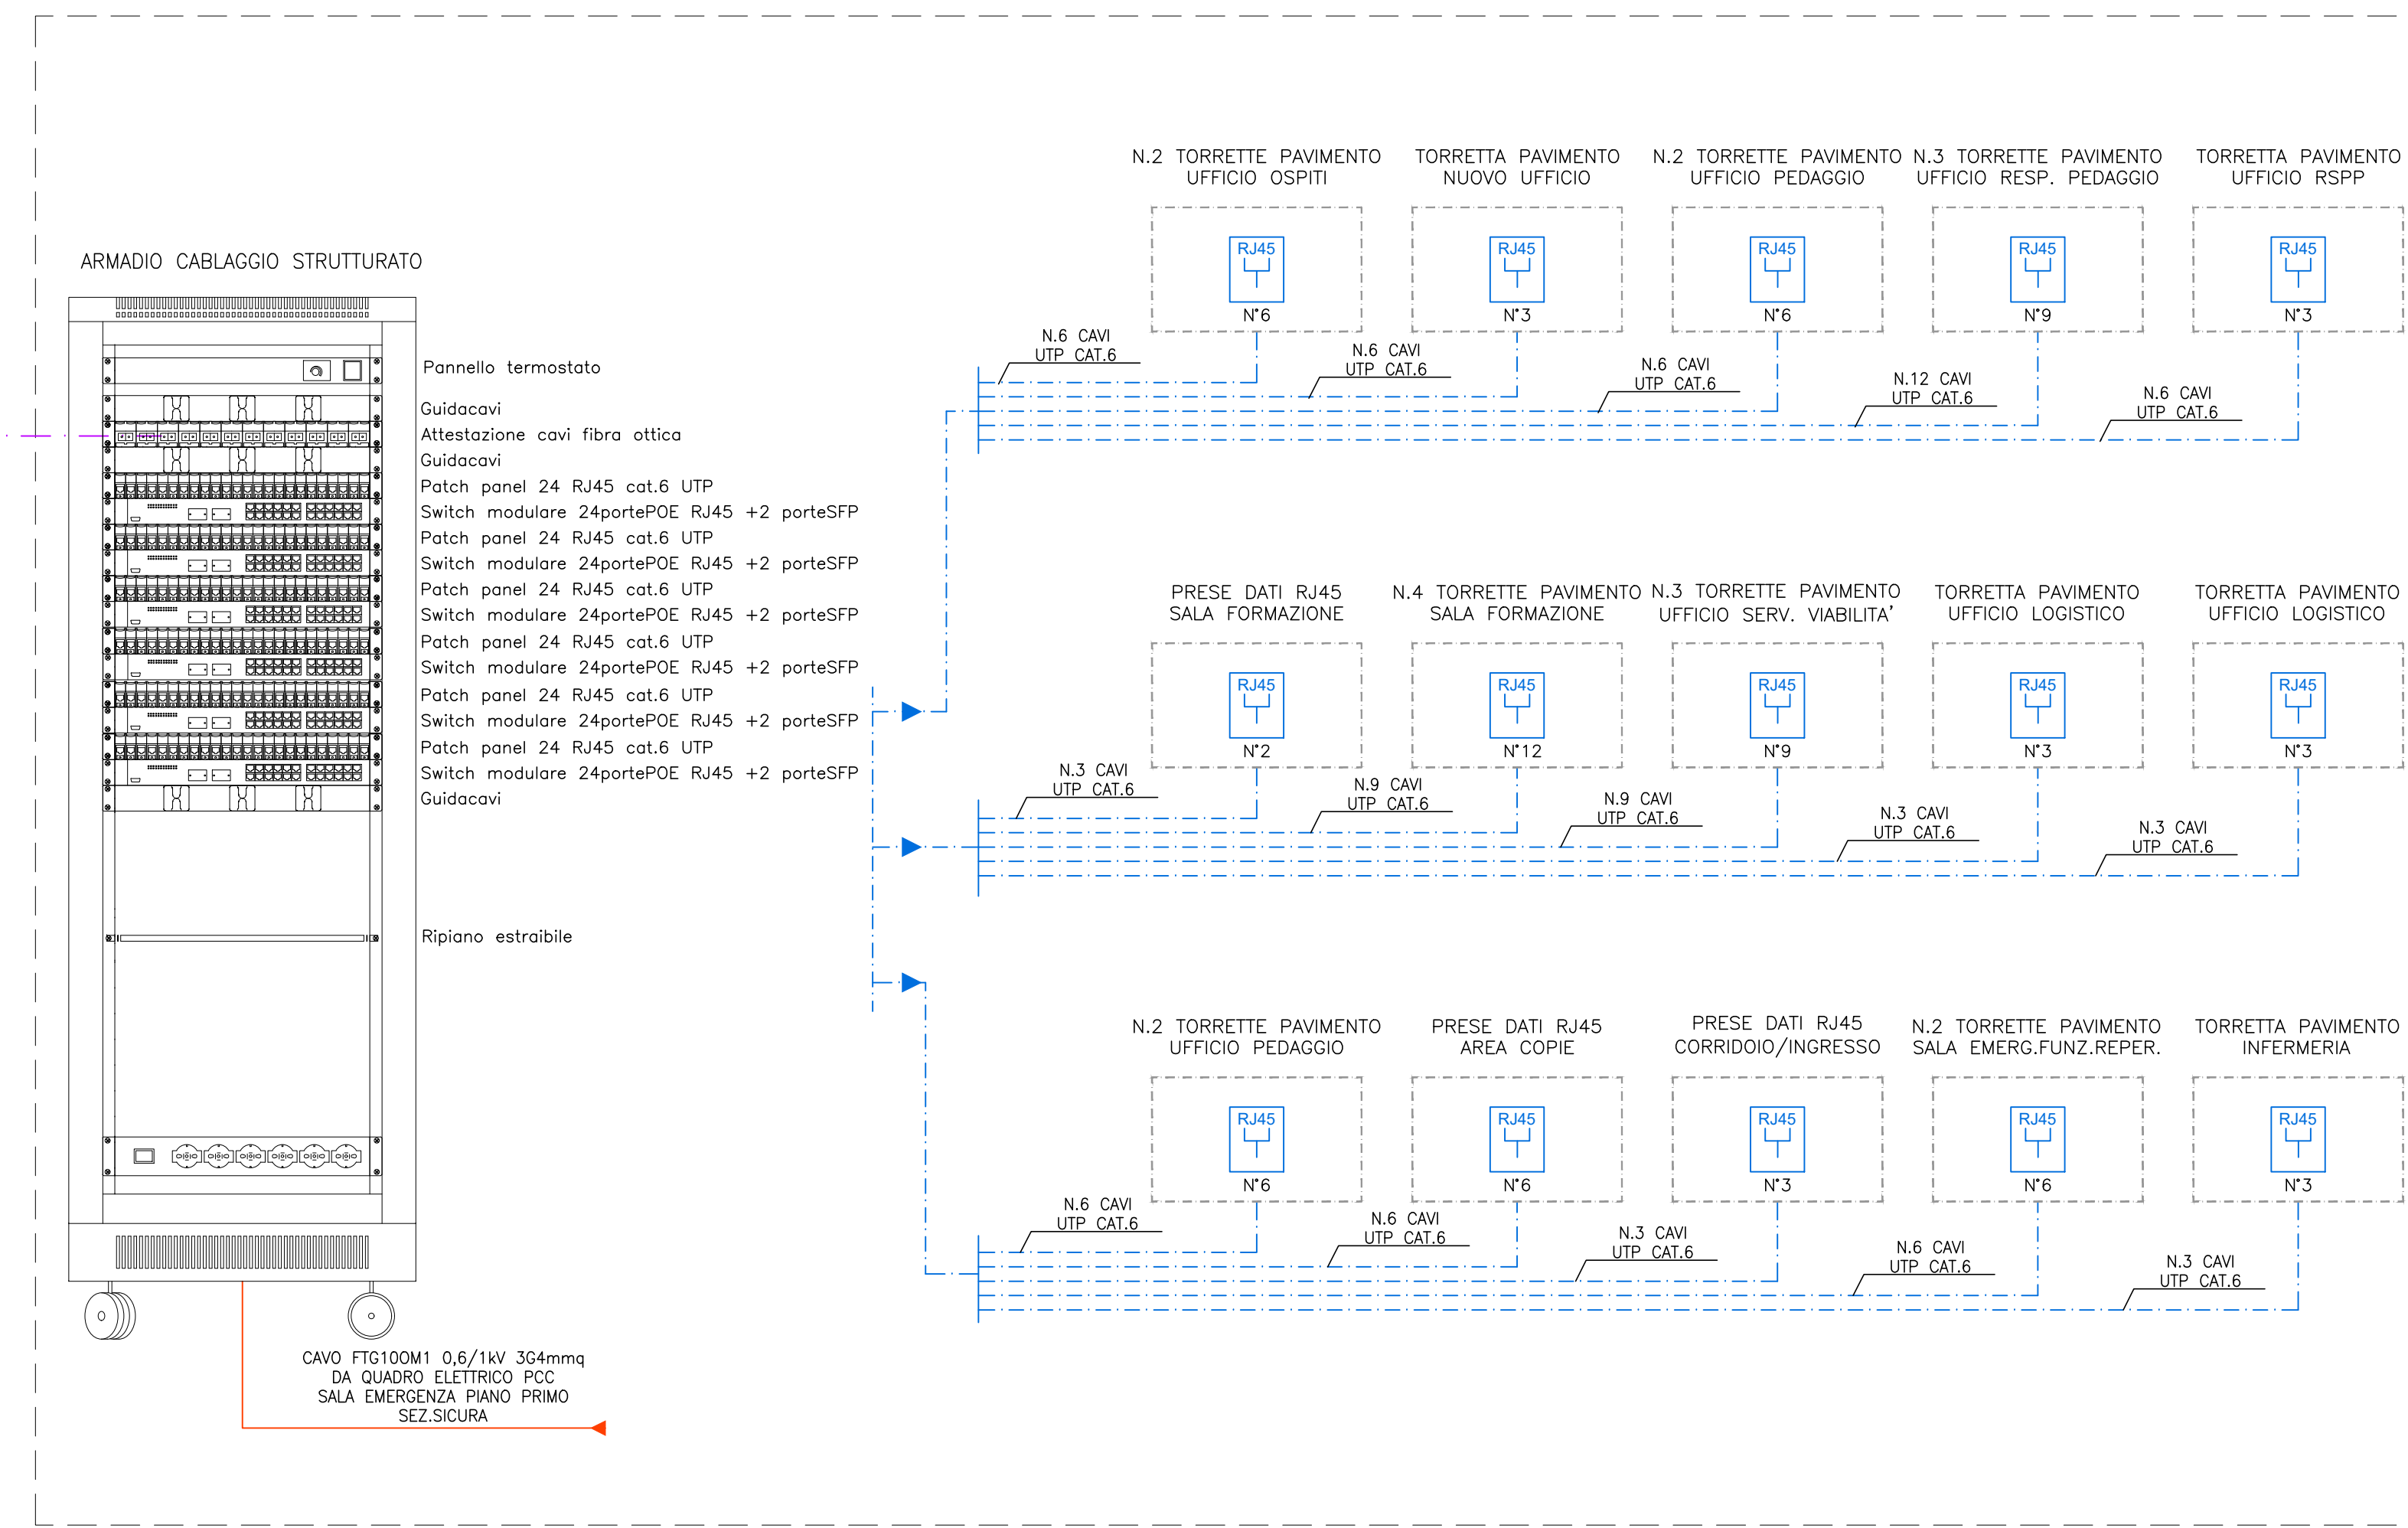 ARMADIO CABLAGGIO STRUTTURATO
Pannello termostato
Guidacavi
Attestazione cavi fibra ottica
Guidacavi
Patch panel 24 RJ45 cat.6 UTP
Switch modulare 24portePOE RJ45 +2 porteSFP
Patch panel 24 RJ45 cat.6 UTP
Switch modulare 24portePOE RJ45 +2 porteSFP
Patch panel 24 RJ45 cat.6 UTP
Switch modulare 24portePOE RJ45 +2 porteSFP
Patch panel 24 RJ45 cat.6 UTP
Switch modulare 24portePOE RJ45 +2 porteSFP
Patch panel 24 RJ45 cat.6 UTP
Switch modulare 24portePOE RJ45 +2 porteSFP
Patch panel 24 RJ45 cat.6 UTP
Switch modulare 24portePOE RJ45 +2 porteSFP
Guidacavi
Ripiano estraibile
CAVO FTG10OM1 0,6/1kV 3G4mmq
DA QUADRO ELETTRICO PCC
SALA EMERGENZA PIANO PRIMO
SEZ.SICURA
N.2 TORRETTE PAVIMENTO
UFFICIO OSPITI
RJ45
N°6
N.6 CAVI
UTP CAT.6
TORRETTA PAVIMENTO
NUOVO UFFICIO
RJ45
N°3
N.6 CAVI
UTP CAT.6
N.2 TORRETTE PAVIMENTO
UFFICIO PEDAGGIO
RJ45
N°6
N.6 CAVI
UTP CAT.6
N.3 TORRETTE PAVIMENTO
UFFICIO RESP. PEDAGGIO
RJ45
N°9
N.12 CAVI
UTP CAT.6
TORRETTA PAVIMENTO
UFFICIO RSPP
RJ45
N°3
N.6 CAVI
UTP CAT.6
PRESE DATI RJ45
SALA FORMAZIONE
RJ45
N°2
N.3 CAVI
UTP CAT.6
N.4 TORRETTE PAVIMENTO
SALA FORMAZIONE
RJ45
N°12
N.9 CAVI
UTP CAT.6
N.3 TORRETTE PAVIMENTO
UFFICIO SERV. VIABILITA'
RJ45
N°9
N.9 CAVI
UTP CAT.6
TORRETTA PAVIMENTO
UFFICIO LOGISTICO
RJ45
N°3
N.3 CAVI
UTP CAT.6
TORRETTA PAVIMENTO
UFFICIO LOGISTICO
RJ45
N°3
N.3 CAVI
UTP CAT.6
N.2 TORRETTE PAVIMENTO
UFFICIO PEDAGGIO
RJ45
N°6
N.6 CAVI
UTP CAT.6
PRESE DATI RJ45
AREA COPIE
RJ45
N°6
N.6 CAVI
UTP CAT.6
PRESE DATI RJ45
CORRIDOIO/INGRESSO
RJ45
N°3
N.3 CAVI
UTP CAT.6
N.2 TORRETTE PAVIMENTO
SALA EMERG.FUNZ.REPER.
RJ45
N°6
N.6 CAVI
UTP CAT.6
TORRETTA PAVIMENTO
INFERMERIA
RJ45
N°3
N.3 CAVI
UTP CAT.6